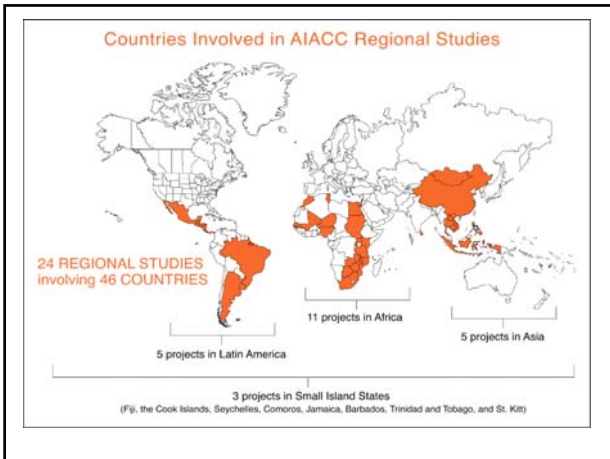 Countries Involved in AIACC Regional Studies
24 REGIONAL STUDIES
involving 46 COUNTRIES
11 projects in Africa
5 projects in Asia
5 projects in Latin America
3 projects in Small Island States
(Fiji, the Cook Islands, Seychelles, Comoros, Jamaica, Barbados, Trinidad and Tobago, and St. Kitt)